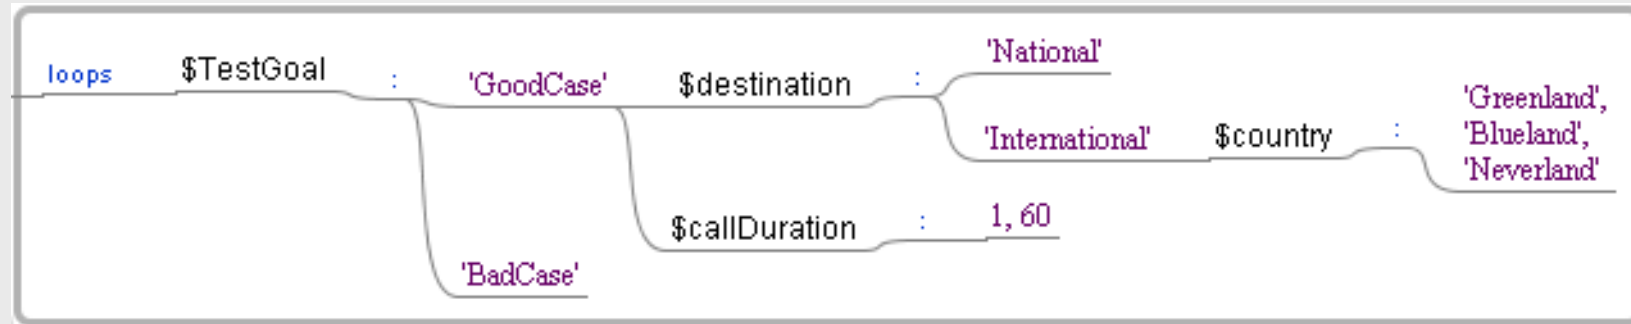 loops $TestGoal : 'GoodCase' $destination : 'National'
'International' $country : 'Greenland',
'Blueland',
'Neverland'
$callDuration : 1, 60
'BadCase'